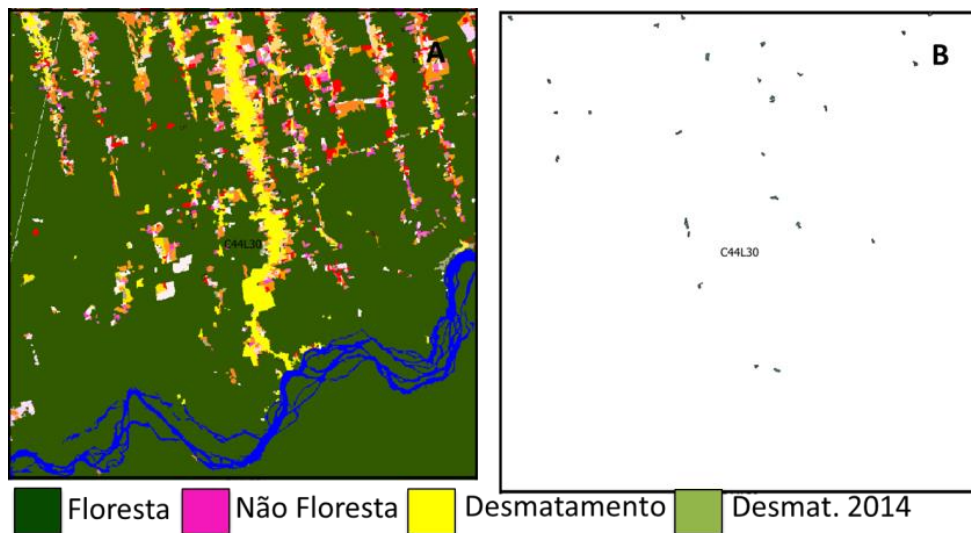 A
B
C44L30
C44L30
Floresta
Não Floresta
Desmatamento
Desmat. 2014